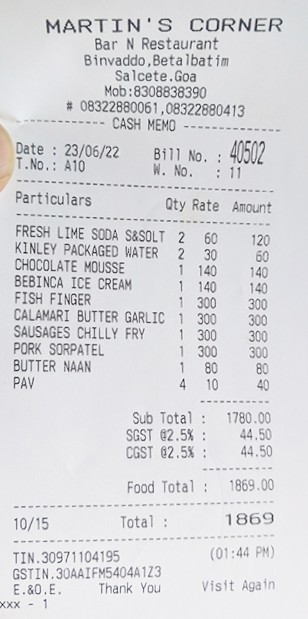 MARTIN'S CORNER
Bar N Restaurant
Binvaddo,Betalbatim
Salcete.Goa
Mob:8308838390
# 08322880061,08322880413
CASH MEMO
Date : 23/06/22 Bill No. : 40502
T.No.: A10 W. No. : 11
Particulars Qty Rate Amount
FRESH LIME SODA S&SOLT 2 60 120
KINLEY PACKAGED WATER 2 30 60
CHOCOLATE MOUSSE 1 140 140
BEBINCA ICE CREAM 1 140 140
FISH FINGER 1 300 300
CALAMARI BUTTER GARLIC 1 300 300
SAUSAGES CHILLY FRY 1 300 300
PORK SORPATEL 1 300 300
BUTTER NAAN 1 80 80
PAV 4 10 40
Sub Total : 1780.00
SGST @2.5% : 44.50
CGST @2.5% : 44.50
Food Total : 1869.00
10/15 Total : 1869
TIN.30971104195 (01:44 PM)
GSTIN.30AAIFM5404A1Z3
E.&O.E. Thank You Visit Again
xxx - 1